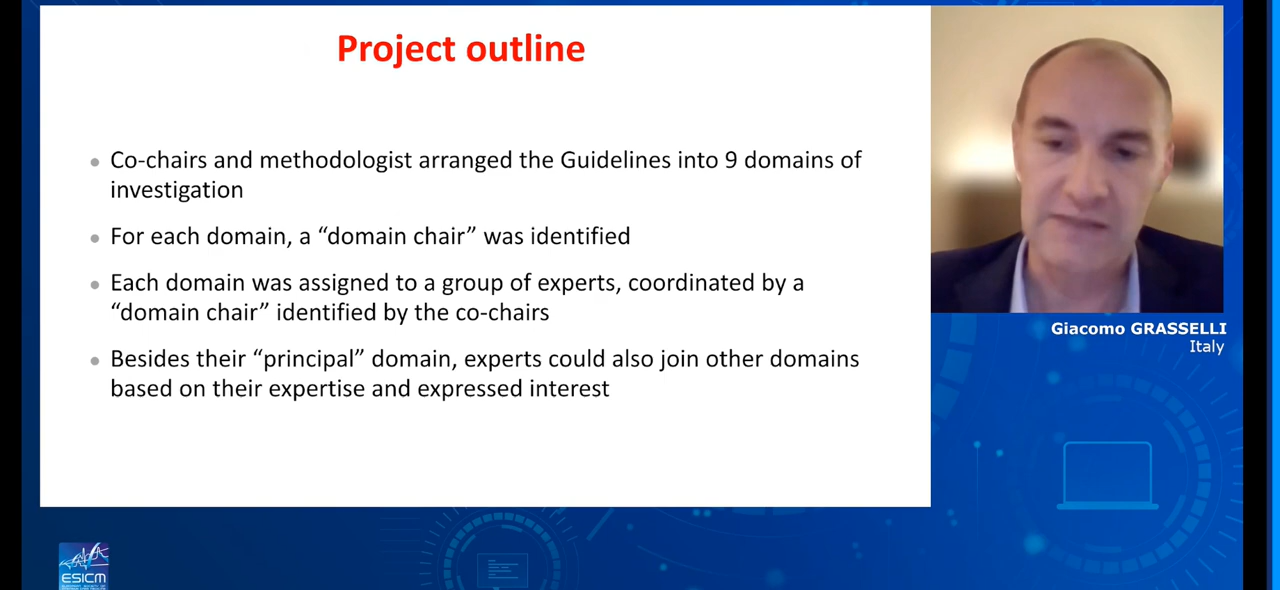 Project outline
Co-chairs and methodologist arranged the Guidelines into 9 domains of
investigation
For each domain, a “domain chair” was identified
Each domain was assigned to a group of experts, coordinated by a
“domain chair” identified by the co-chairs
Besides their “principal” domain, experts could also join other domains
based on their expertise and expressed interest
Giacomo GRASSELLI
Italy
ESICM